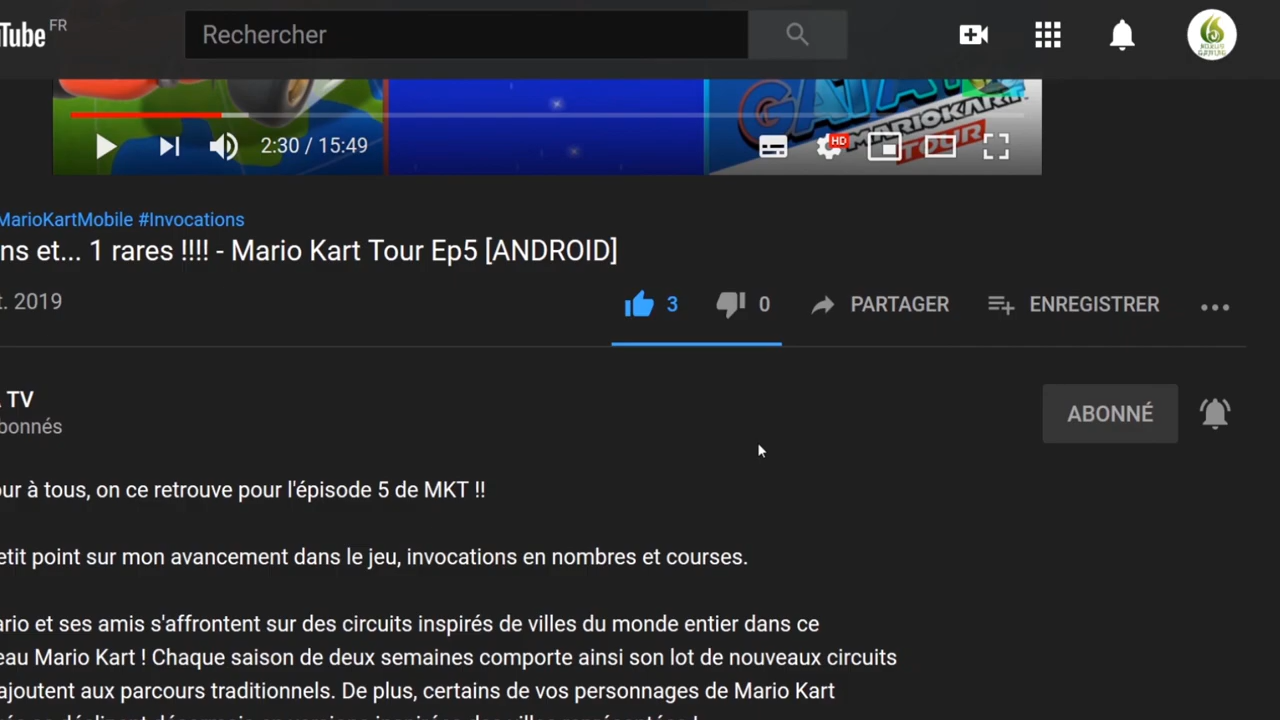 Tube FR
Rechercher
HD
2:30 / 15:49
MARIOKART
TOUR
MarioKartMobile #Invocations
ns et... 1 rares !!!! - Mario Kart Tour Ep5 [ANDROID]
t. 2019
3
0
PARTAGER
ENREGISTRER
TV
ABONNÉ
bonnés
ur à tous, on ce retrouve pour l'épisode 5 de MKT !!
etit point sur mon avancement dans le jeu, invocations en nombres et courses.
ario et ses amis s'affrontent sur des circuits inspirés de villes du monde entier dans ce
eau Mario Kart ! Chaque saison de deux semaines comporte ainsi son lot de nouveaux circuits
ajoutent aux parcours traditionnels. De plus, certains de vos personnages de Mario Kart